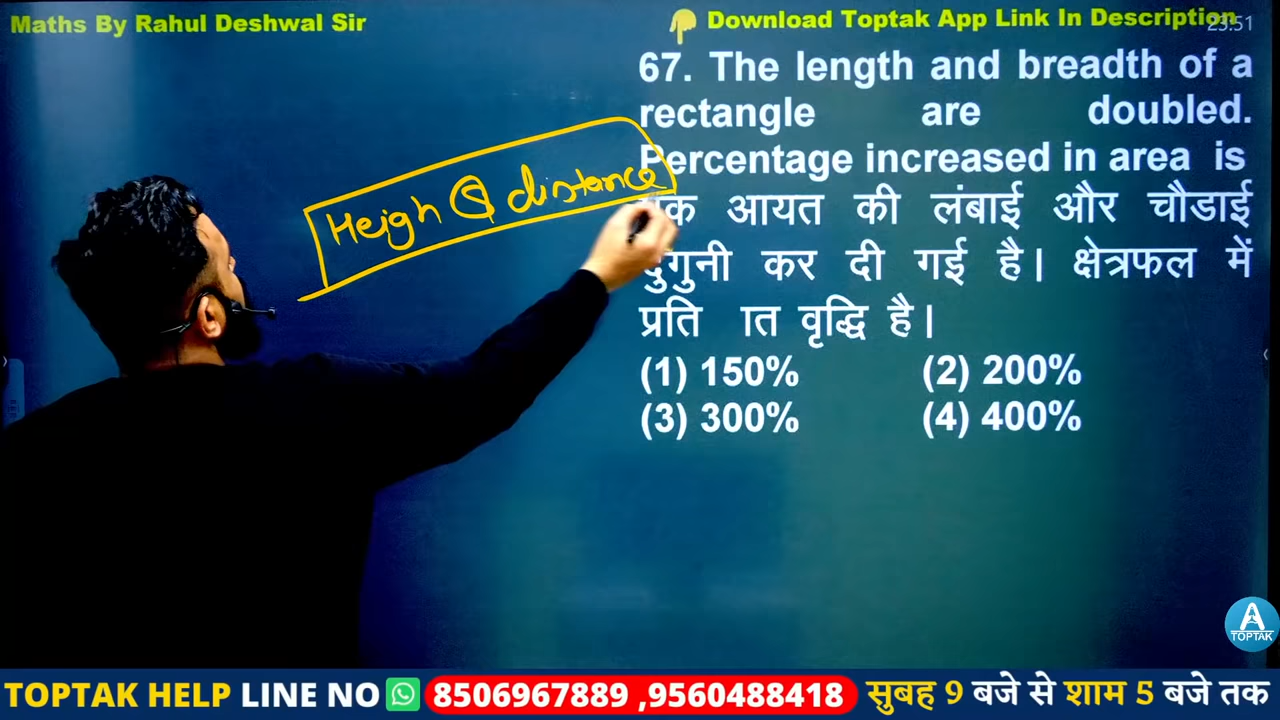 Maths By Rahul Deshwal Sir
Download Toptak App Link In Description
23:51
67. The length and breadth of a
rectangle are doubled.
Percentage increased in area is
आयत की लंबाई और चौडाई
दुगुनी कर दी गई है। क्षेत्रफल में
प्रति ात वृद्धि है।
(1) 150% (2) 200%
(3) 300% (4) 400%
Heigh & distance
A
TOPTAK
TOPTAK HELP LINE NO 8506967889 ,9560488418 सुबह 9 बजे से शाम 5 बजे तक